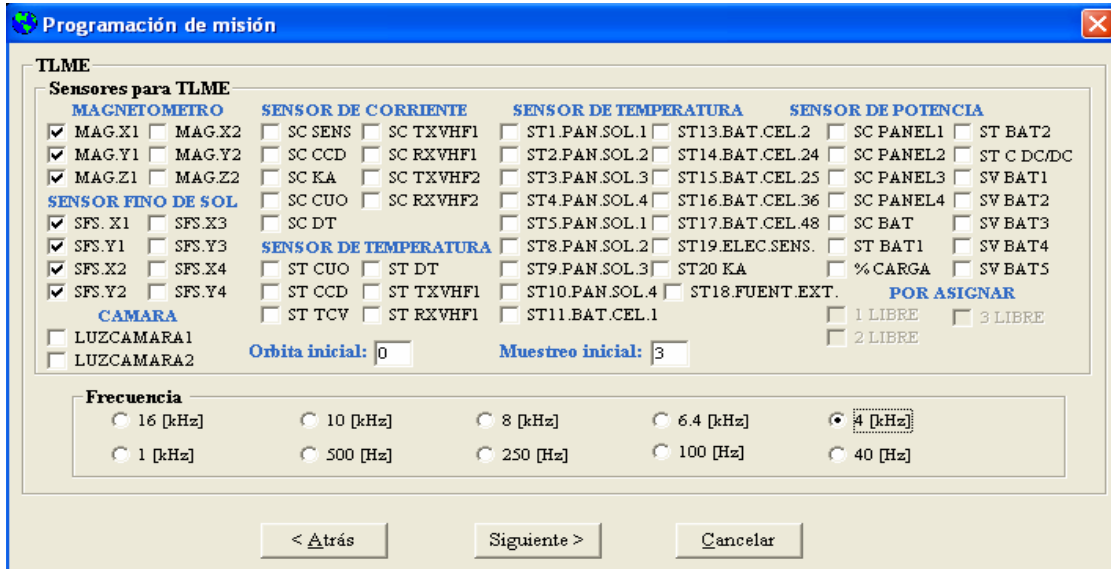 Programación de misión
TLME
Sensores para TLME
MAGNETOMETRO SENSOR DE CORRIENTE SENSOR DE TEMPERATURA SENSOR DE POTENCIA
MAG.X1 MAG.X2 SC SENS SC TXVHF1 ST1.PAN.SOL.1 ST13.BAT.CEL.2 SC PANEL1 ST BAT2
MAG.Y1 MAG.Y2 SC CCD SC RXVHF1 ST2.PAN.SOL.2 ST14.BAT.CEL.24 SC PANEL2 ST C DC/DC
MAG.Z1 MAG.Z2 SC KA SC TXVHF2 ST3.PAN.SOL.3 ST15.BAT.CEL.25 SC PANEL3 SV BAT1
SENSOR FINO DE SOL SC CUO SC RXVHF2 ST4.PAN.SOL.4 ST16.BAT.CEL.36 SC PANEL4 SV BAT2
SFS. X1 SFS.X3 SC DT ST5.PAN.SOL.1 ST17.BAT.CEL.48 SC BAT SV BAT3
SFS.Y1 SFS.Y3 SENSOR DE TEMPERATURA ST8.PAN.SOL.2 ST19.ELEC.SENS. ST BAT1 SV BAT4
SFS.X2 SFS.X4 ST CUO ST DT ST9.PAN.SOL.3 ST20 KA % CARGA SV BAT5
SFS.Y2 SFS.Y4 ST CCD ST TXVHF1 ST10.PAN.SOL.4 ST18.FUENT.EXT. POR ASIGNAR
CAMARA ST TCV ST RXVHF1 ST11.BAT.CEL.1 1 LIBRE 3 LIBRE
LUZCAMARA1 2 LIBRE
LUZCAMARA2 Orbita inicial: 0 Muestreo inicial: 3
Frecuencia
16 [kHz] 10 [kHz] 8 [kHz] 6.4 [kHz] 4 [kHz]
1 [kHz] 500 [Hz] 250 [Hz] 100 [Hz] 40 [Hz]
< Atrás Siguiente > Cancelar